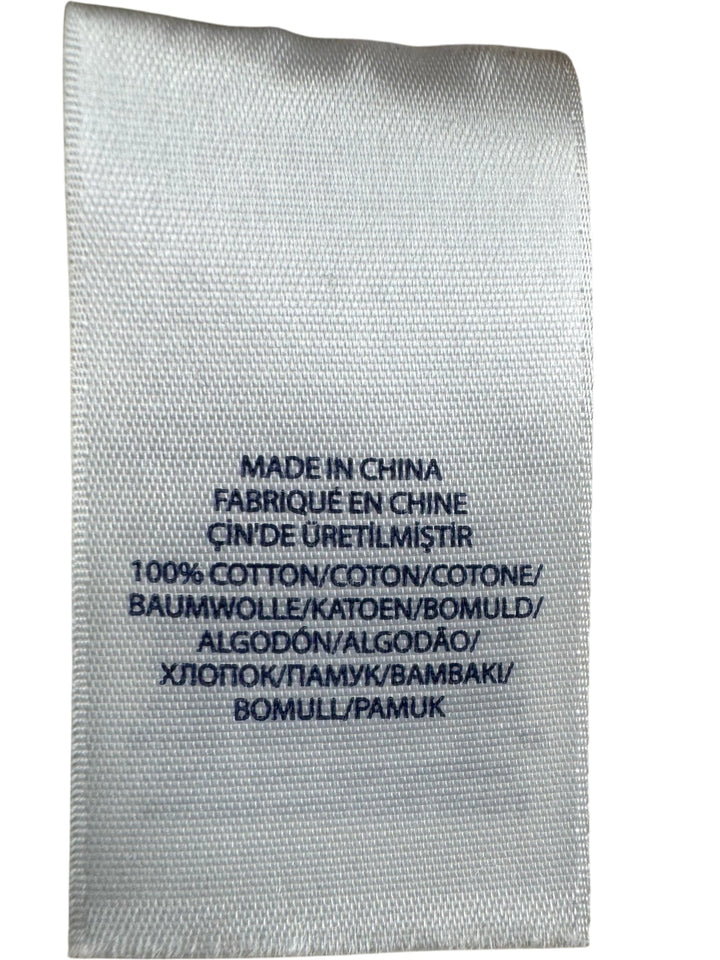 MADE IN CHINA
FABRIQUÉ EN CHINE
ÇİN'DE ÜRETİLMİŞTİR
100% COTTON/COTON/COTONE/
BAUMWOLLE/KATOEN/BOMULD/
ALGODÓN/ALGODÃO/
ХЛОПОК/ПАМУК/ΒΑΜΒΑΚΙ/
BOMULL/PAMUK